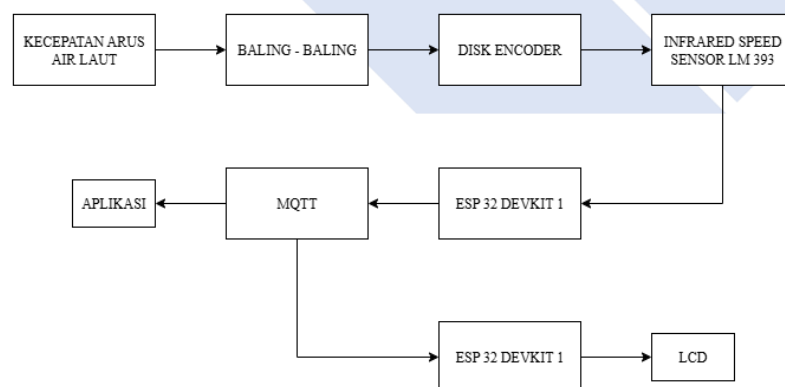 KECEPATAN ARUS
AIR LAUT
BALING - BALING
DISK ENCODER
INFRARED SPEED
SENSOR LM 393
APLIKASI
MQTT
ESP 32 DEVKIT 1
ESP 32 DEVKIT 1
LCD